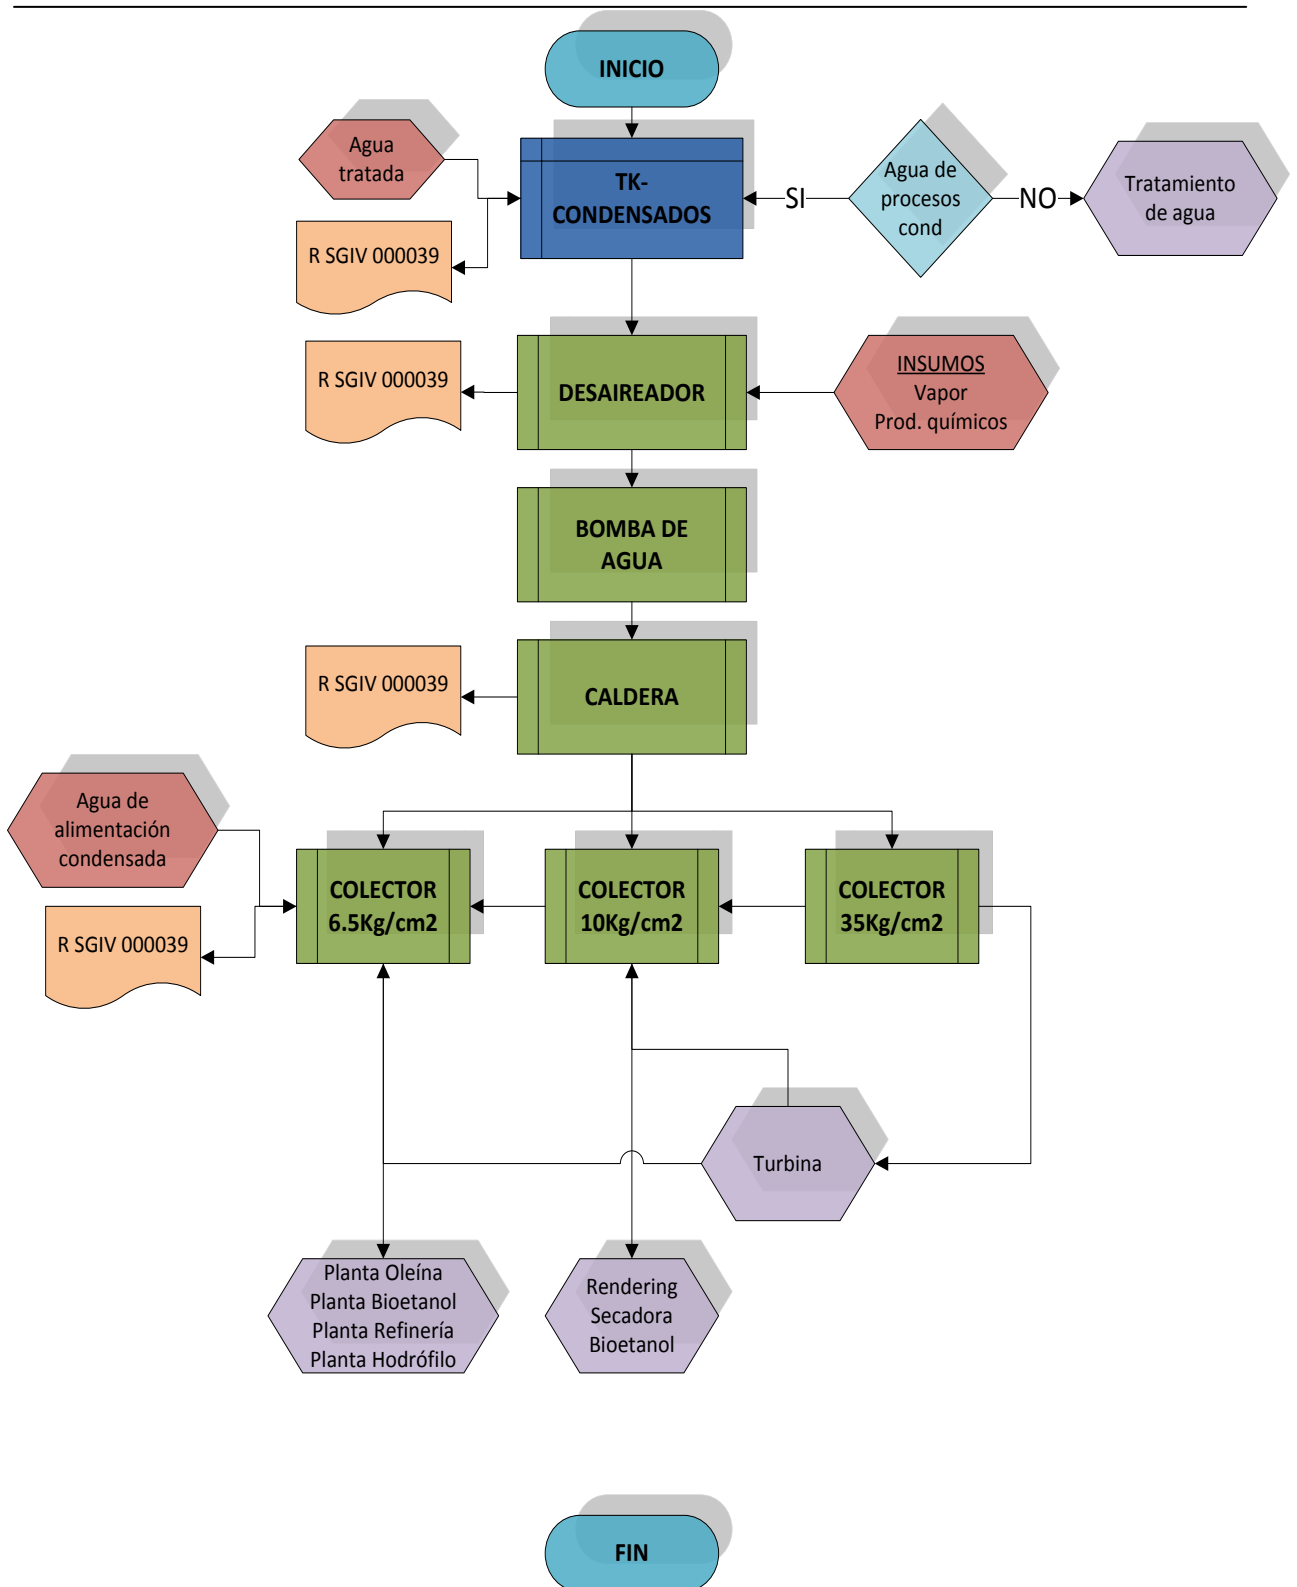 INICIO
Agua
tratada
TK-
CONDENSADOS
SI
Agua de
procesos
cond
NO
Tratamiento
de agua
R SGIV 000039
R SGIV 000039
DESAIREADOR
INSUMOS
Vapor
Prod. químicos
BOMBA DE
AGUA
R SGIV 000039
CALDERA
Agua de
alimentación
condensada
COLECTOR
6.5Kg/cm2
COLECTOR
10Kg/cm2
COLECTOR
35Kg/cm2
R SGIV 000039
Turbina
Planta Oleína
Planta Bioetanol
Planta Refinería
Planta Hodrófilo
Rendering
Secadora
Bioetanol
FIN